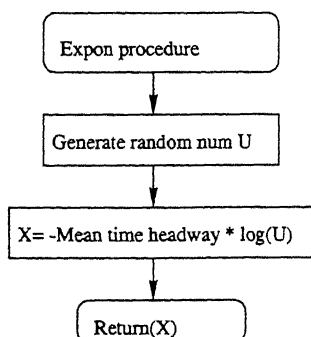 Expon procedure
Generate random num U
X= -Mean time headway * log(U)
Return(X)